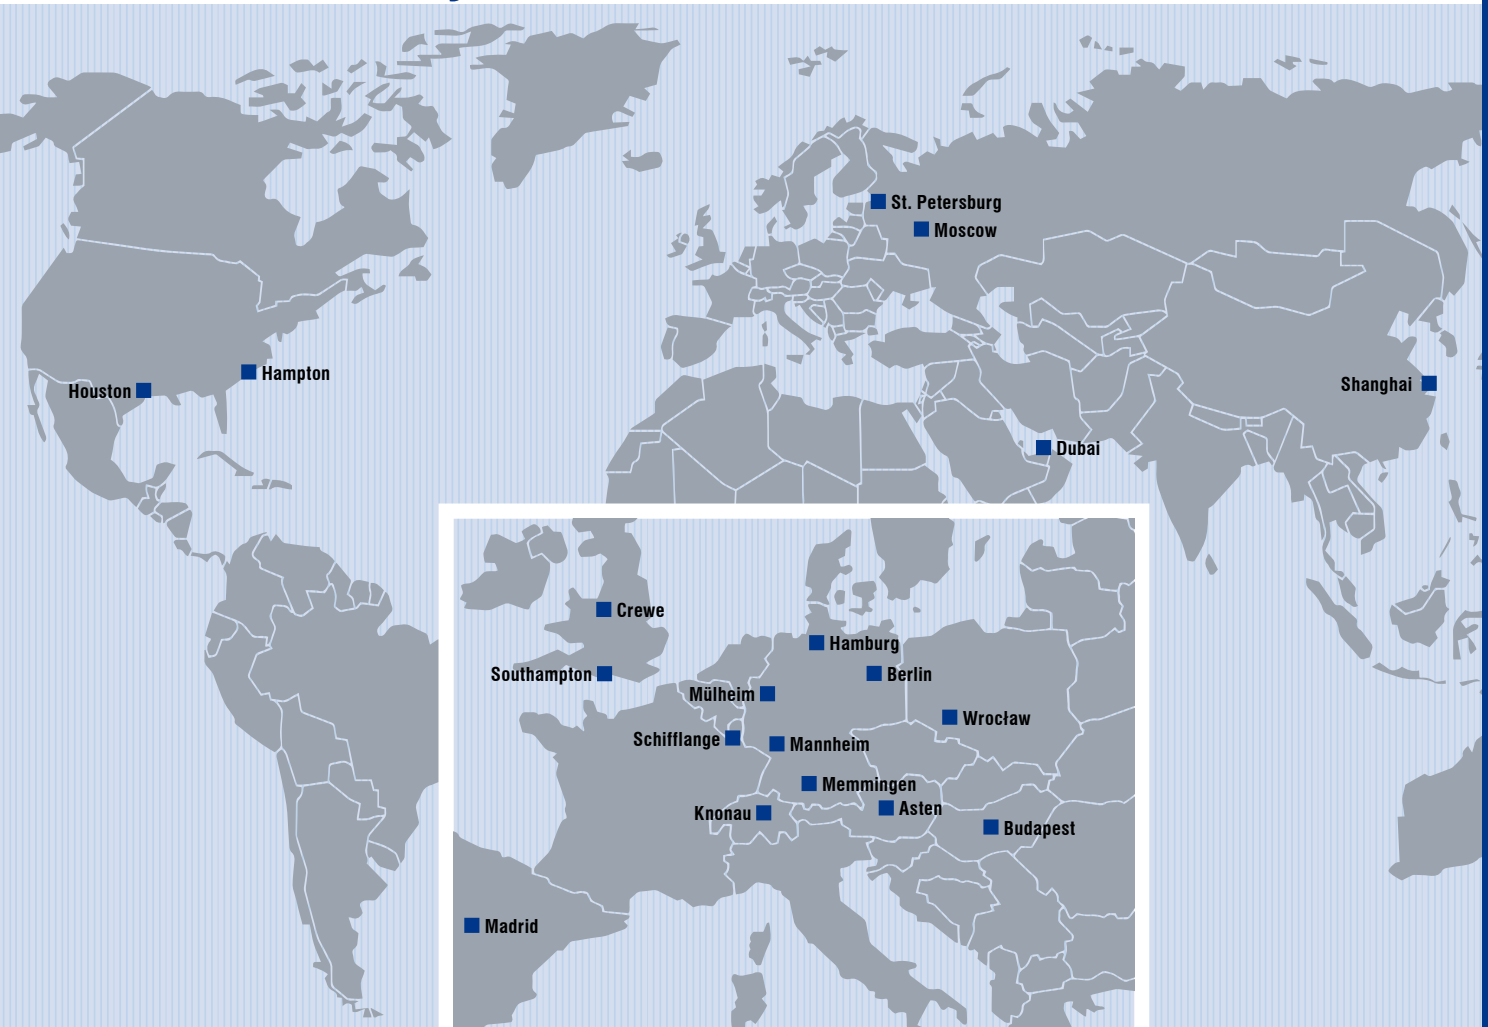 St. Petersburg
Moscow
Hampton
Houston
Shanghai
Dubai
Crewe
Hamburg
Southampton
Berlin
Mülheim
Wrocław
Schifflange
Mannheim
Memmingen
Asten
Knonau
Budapest
Madrid